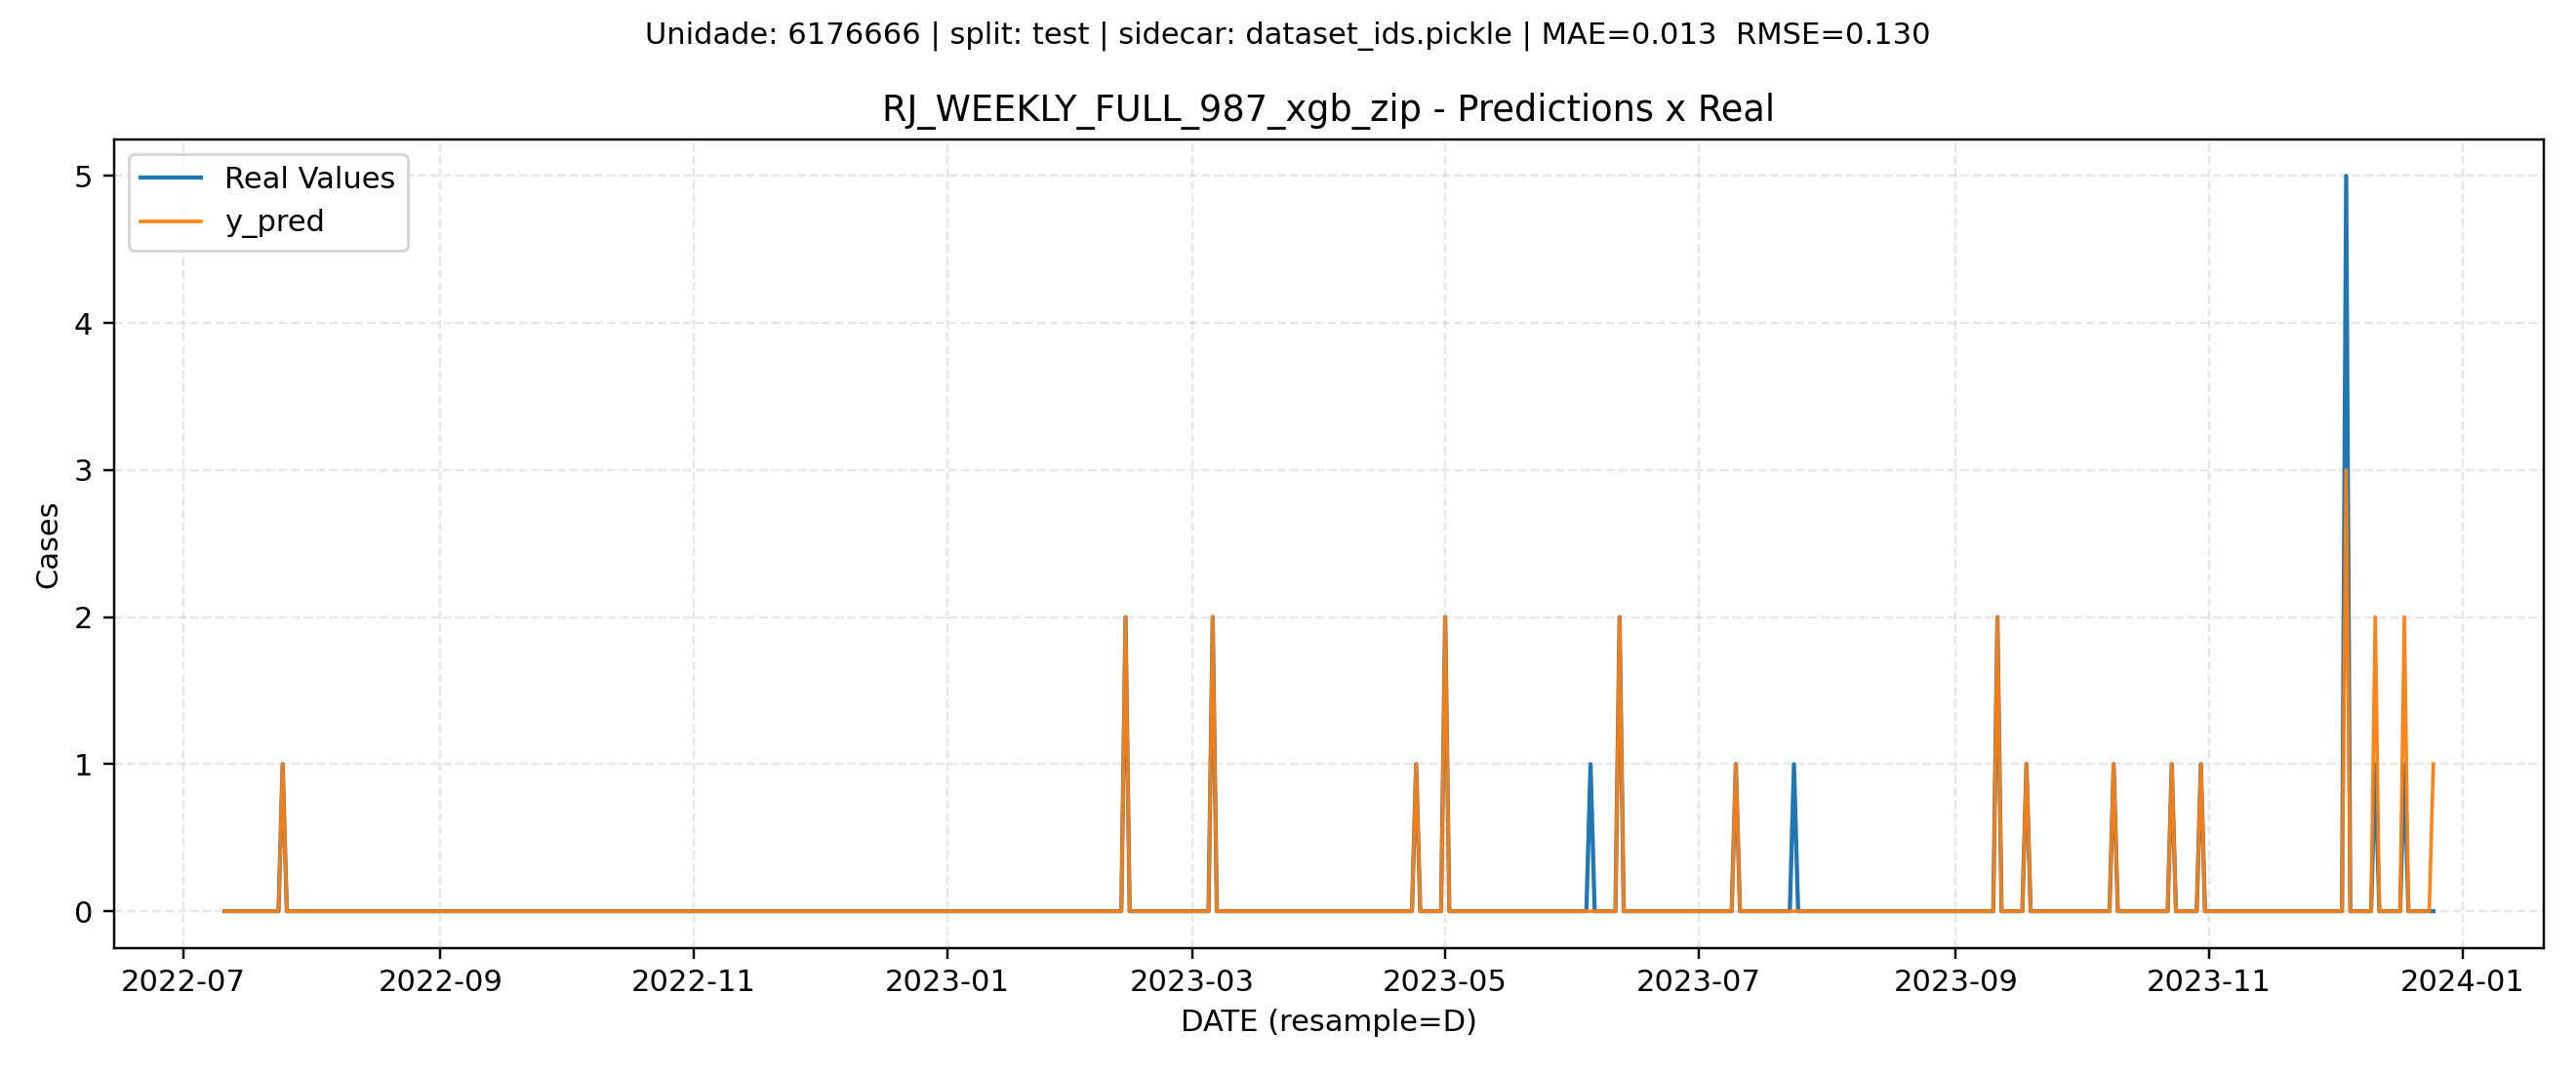 Unidade: 6176666 | split: test | sidecar: dataset_ids.pickle | MAE=0.013  RMSE=0.130
RJ_WEEKLY_FULL_987_xgb_zip - Predictions x Real
Real Values
y_pred
5
4
3
2
1
0
Cases
2022-07 2022-09 2022-11 2023-01 2023-03 2023-05 2023-07 2023-09 2023-11 2024-01
DATE (resample=D)